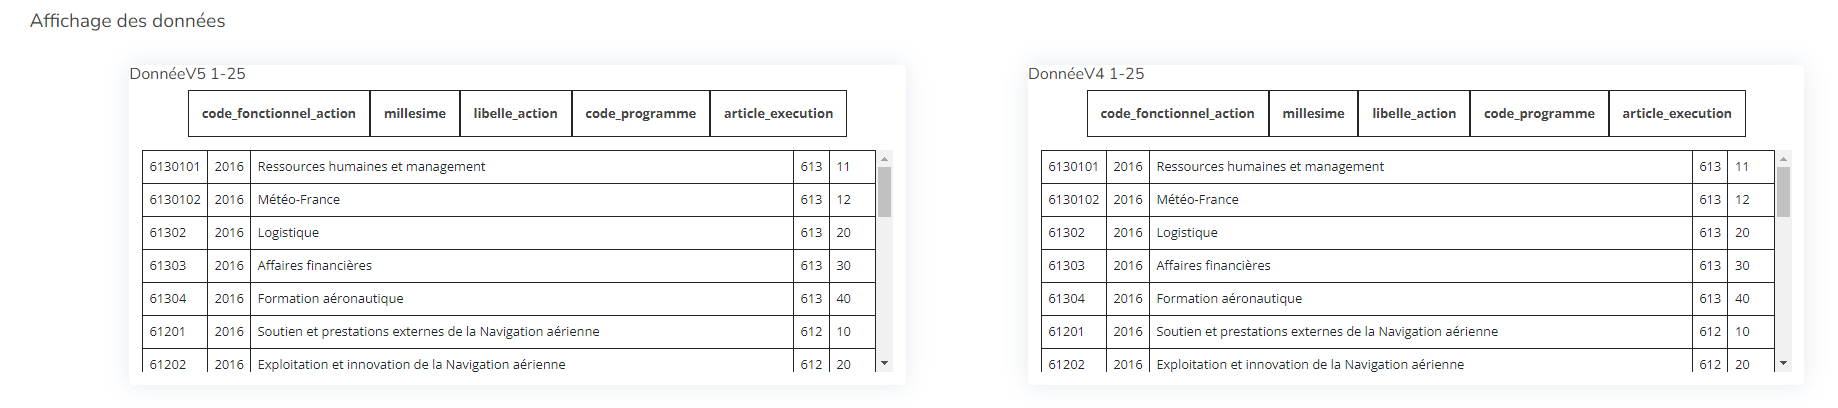 Affichage des données
DonnéeV5 1-25
code_fonctionnel_action millesime libelle_action code_programme article_execution
6130101 2016 Ressources humaines et management 613 11
6130102 2016 Météo-France 613 12
61302 2016 Logistique 613 20
61303 2016 Affaires financières 613 30
61304 2016 Formation aéronautique 613 40
61201 2016 Soutien et prestations externes de la Navigation aérienne 612 10
61202 2016 Exploitation et innovation de la Navigation aérienne 612 20
DonnéeV4 1-25
code_fonctionnel_action millesime libelle_action code_programme article_execution
6130101 2016 Ressources humaines et management 613 11
6130102 2016 Météo-France 613 12
61302 2016 Logistique 613 20
61303 2016 Affaires financières 613 30
61304 2016 Formation aéronautique 613 40
61201 2016 Soutien et prestations externes de la Navigation aérienne 612 10
61202 2016 Exploitation et innovation de la Navigation aérienne 612 20